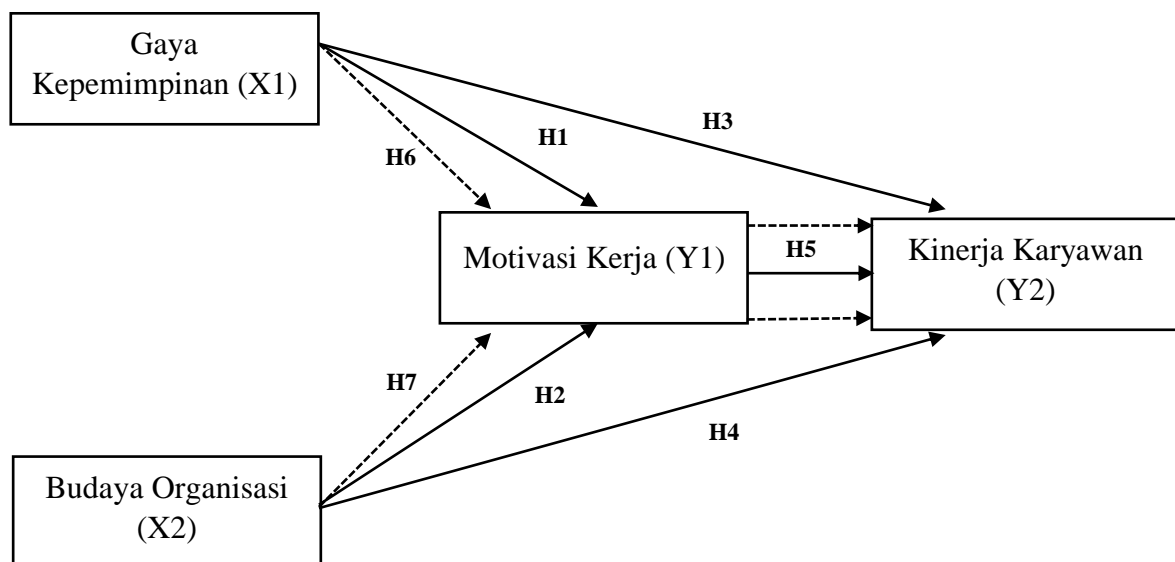 Gaya
Kepemimpinan (X1)
H3
H1
H6
Motivasi Kerja (Y1)
H5
Kinerja Karyawan
(Y2)
H7
H2
H4
Budaya Organisasi
(X2)